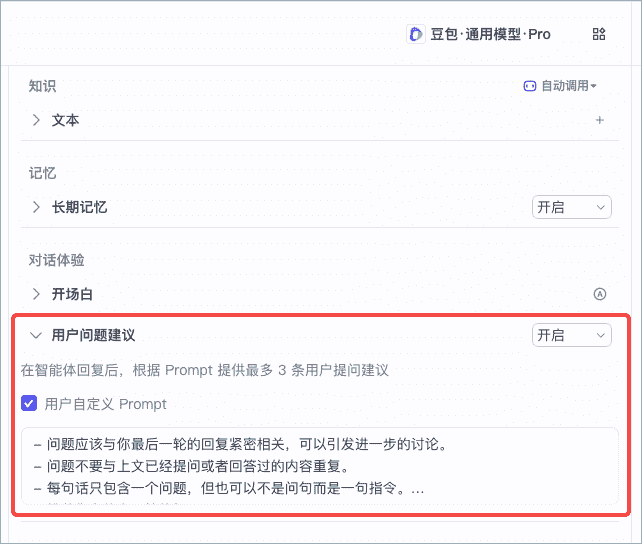 豆包·通用模型·Pro
知识
自动调用
文本
记忆
长期记忆
开启
对话体验
开场白
用户问题建议
开启
在智能体回复后，根据 Prompt 提供最多 3 条用户提问建议
用户自定义 Prompt
- 问题应该与你最后一轮的回复紧密相关，可以引发进一步的讨论。
- 问题不要与上文已经提问或者回答过的内容重复。
- 每句话只包含一个问题，但也可以不是问句而是一句指令。...